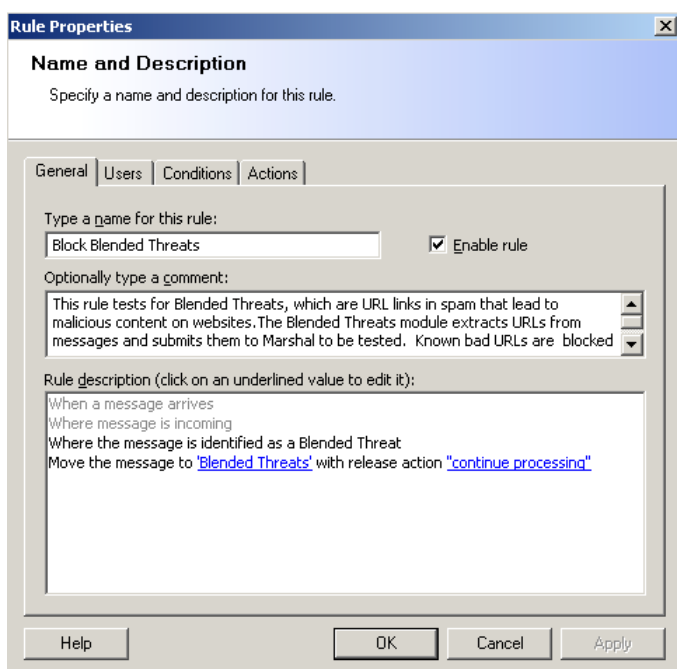 Rule Properties
Name and Description
Specify a name and description for this rule.
General Users Conditions Actions
Type a name for this rule:
Block Blended Threats
Enable rule
Optionally type a comment:
This rule tests for Blended Threats, which are URL links in spam that lead to
malicious content on websites.The Blended Threats module extracts URLs from
messages and submits them to Marshal to be tested. Known bad URLs are blocked
Rule description (click on an underlined value to edit it):
When a message arrives
Where message is incoming
Where the message is identified as a Blended Threat
Move the message to 'Blended Threats' with release action "continue processing"
Help OK Cancel Apply